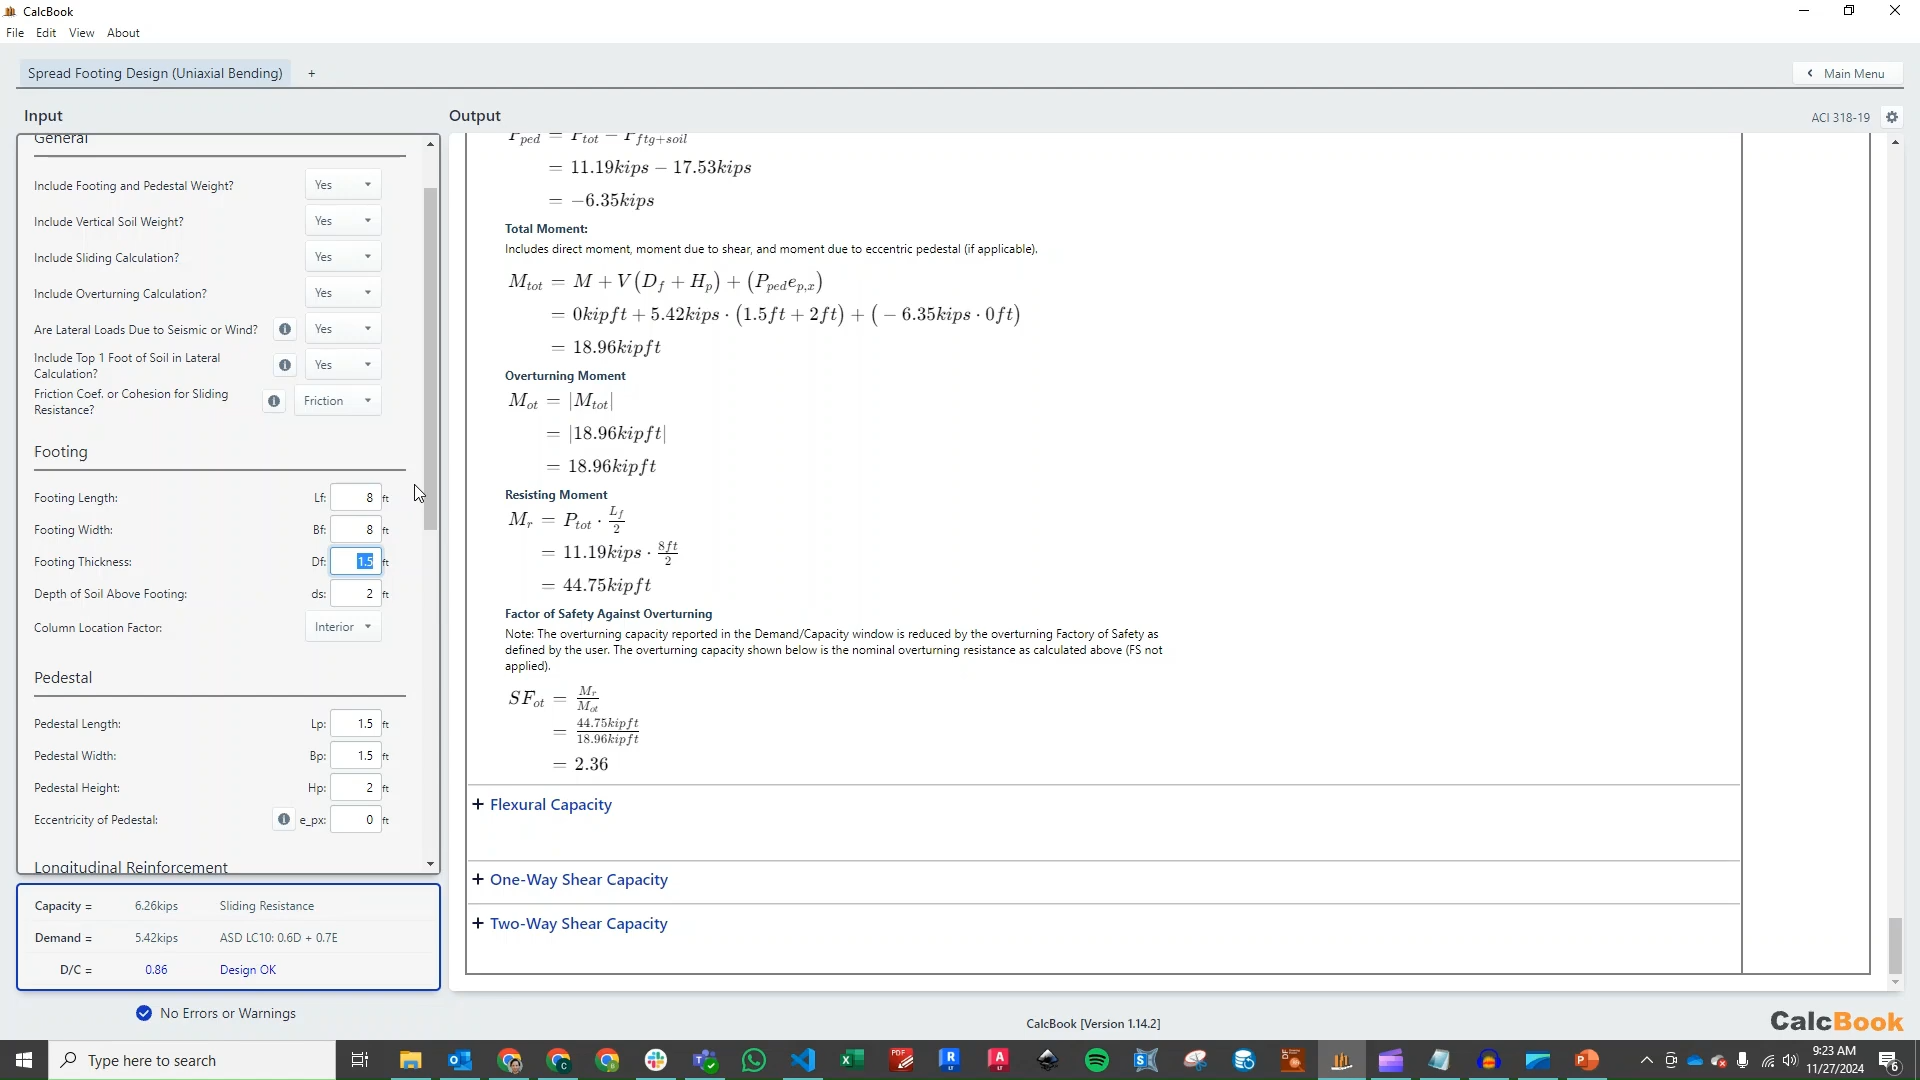 CalcBook
File Edit View About
Spread Footing Design (Uniaxial Bending) +
Main Menu
Input
Output
ACI 318-19
General
Include Footing and Pedestal Weight? Yes
Include Vertical Soil Weight? Yes
Include Sliding Calculation? Yes
Include Overturning Calculation? Yes
Are Lateral Loads Due to Seismic or Wind? Yes
Include Top 1 Foot of Soil in Lateral
Calculation? Yes
Friction Coef. or Cohesion for Sliding
Resistance? Friction
Footing
Footing Length: Lf: 8 ft
Footing Width: Bf: 8 ft
Footing Thickness: Df: 1.5 ft
Depth of Soil Above Footing: ds: 2 ft
Column Location Factor: Interior
Pedestal
Pedestal Length: Lp: 1.5 ft
Pedestal Width: Bp: 1.5 ft
Pedestal Height: Hp: 2 ft
Eccentricity of Pedestal: e_px: 0 ft
Longitudinal Reinforcement
Capacity = 6.26kips Sliding Resistance
Demand = 5.42kips ASD LC10: 0.6D + 0.7E
D/C = 0.86 Design OK
No Errors or Warnings
P_ped = P_tot − P_ftg+soil
= 11.19kips − 17.53kips
= −6.35kips
Total Moment:
Includes direct moment, moment due to shear, and moment due to eccentric pedestal (if applicable).
M_tot = M + V(D_f + H_p) + (P_ped e_p,x)
= 0kipft + 5.42kips · (1.5ft + 2ft) + ( − 6.35kips · 0ft)
= 18.96kipft
Overturning Moment
M_ot = |M_tot|
= |18.96kipft|
= 18.96kipft
Resisting Moment
M_r = P_tot · L_f/2
= 11.19kips · 8ft/2
= 44.75kipft
Factor of Safety Against Overturning
Note: The overturning capacity reported in the Demand/Capacity window is reduced by the overturning Factory of Safety as
defined by the user. The overturning capacity shown below is the nominal overturning resistance as calculated above (FS not
applied).
SF_ot = M_r/M_ot
= 44.75kipft/18.96kipft
= 2.36
+ Flexural Capacity
+ One-Way Shear Capacity
+ Two-Way Shear Capacity
CalcBook [Version 1.14.2]
CalcBook
Type here to search
9:23 AM
11/27/2024
6